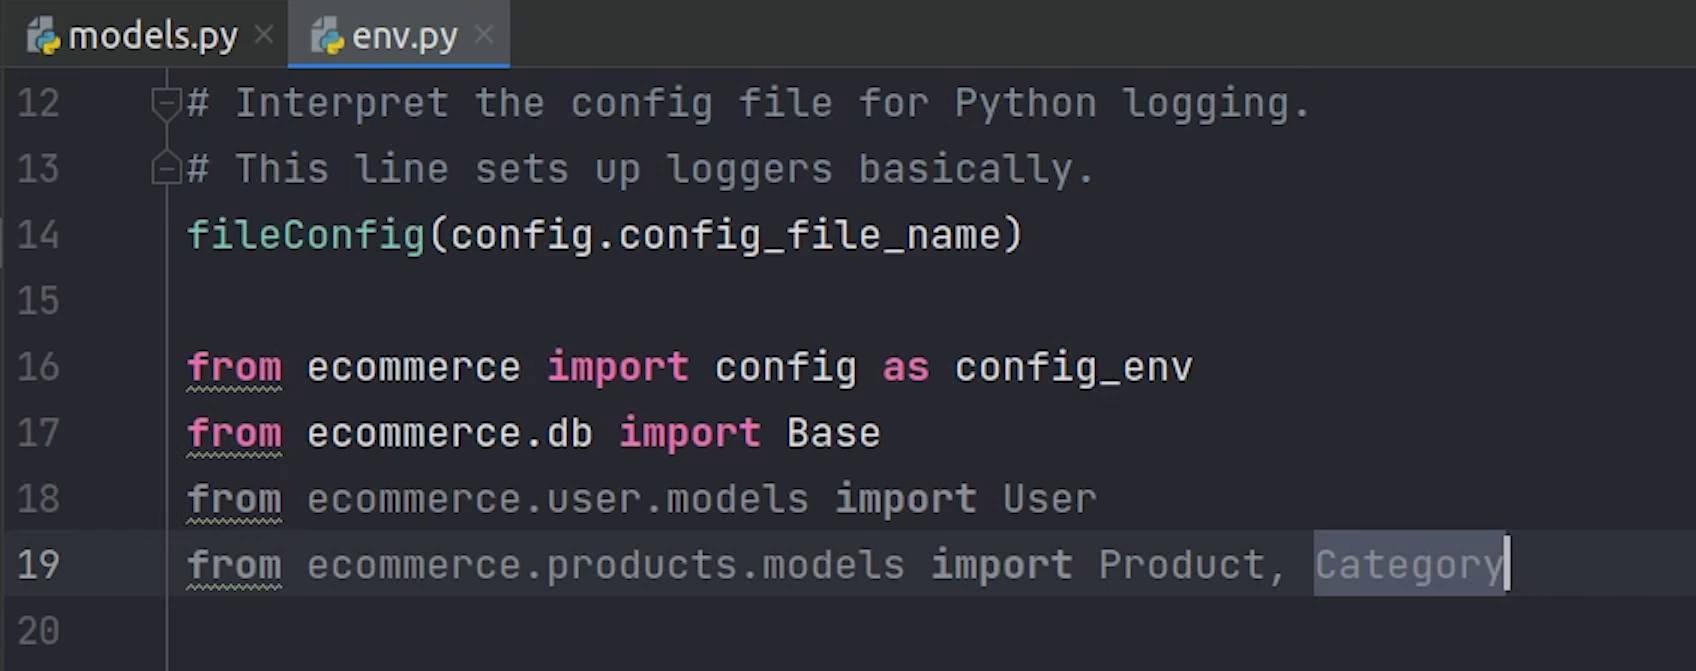 models.py × env.py ×
12 # Interpret the config file for Python logging.
13 # This line sets up loggers basically.
14 fileConfig(config.config_file_name)
15
16 from ecommerce import config as config_env
17 from ecommerce.db import Base
18 from ecommerce.user.models import User
19 from ecommerce.products.models import Product, Category
20